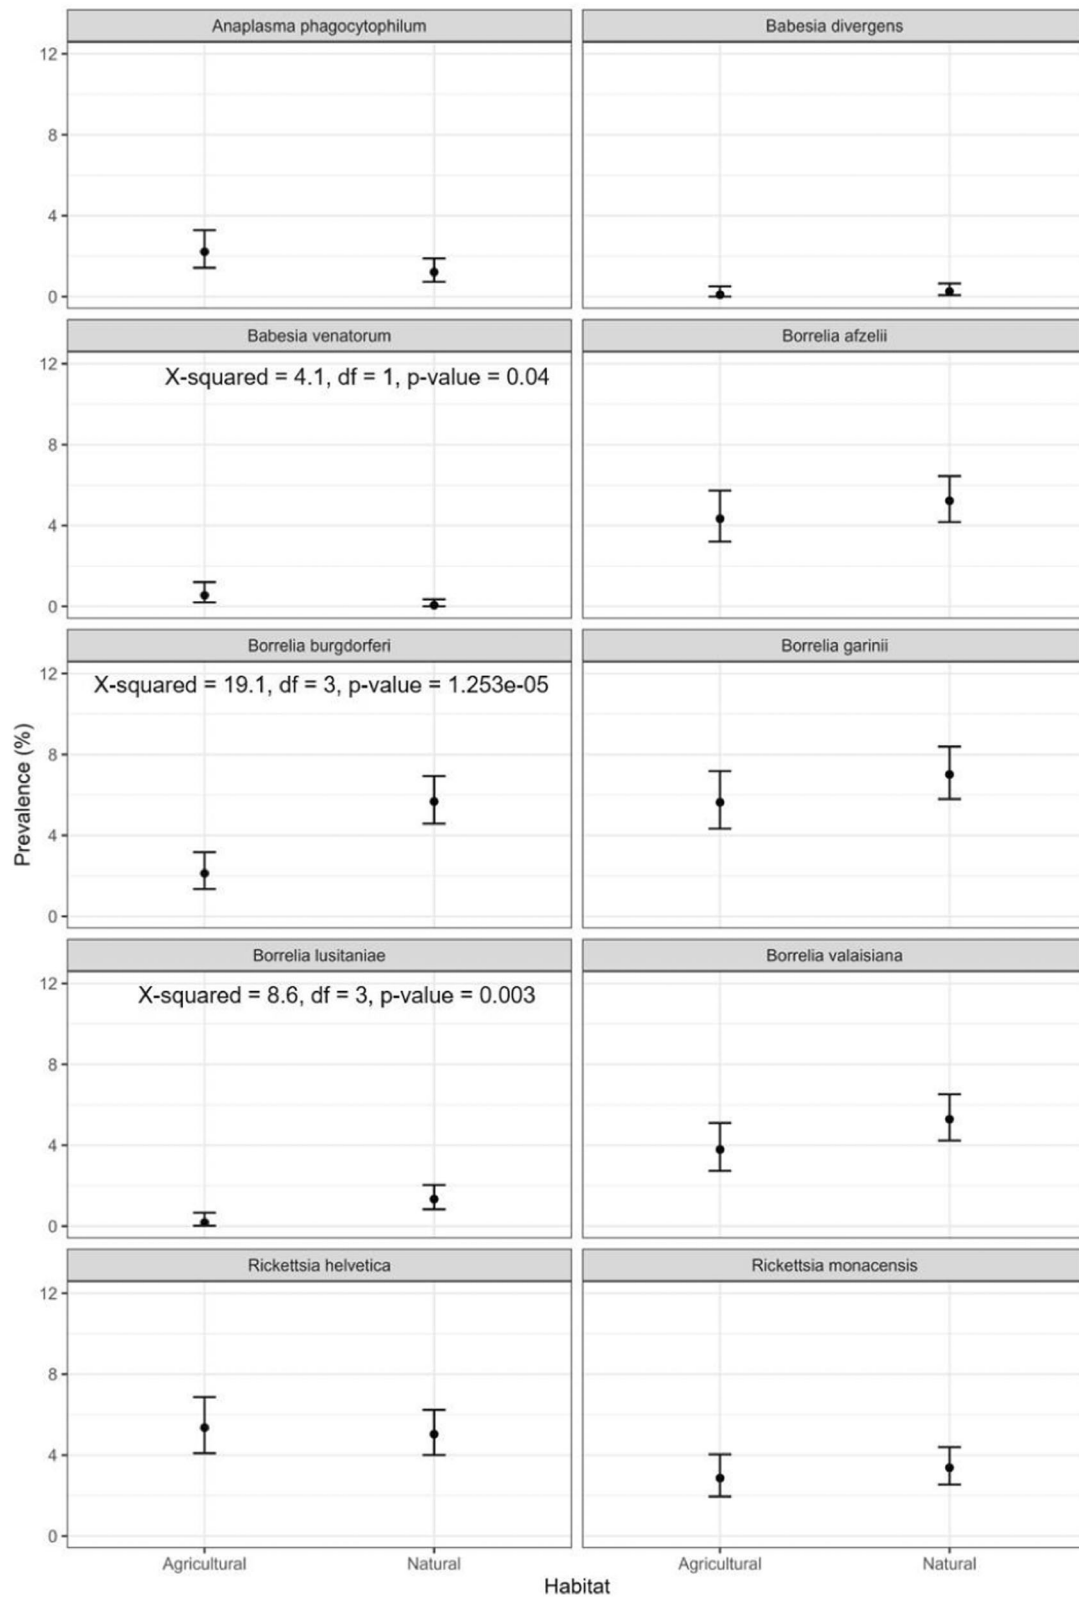 Anaplasma phagocytophilum
Babesia divergens
12
8
4
0
Babesia venatorum
Borrelia afzelii
X-squared = 4.1, df = 1, p-value = 0.04
12
8
4
0
Borrelia burgdorferi
Borrelia garinii
X-squared = 19.1, df = 3, p-value = 1.253e-05
12
8
4
0
Prevalence (%)
Borrelia lusitaniae
Borrelia valaisiana
X-squared = 8.6, df = 3, p-value = 0.003
12
8
4
0
Rickettsia helvetica
Rickettsia monacensis
12
8
4
0
Agricultural
Natural
Agricultural
Natural
Habitat